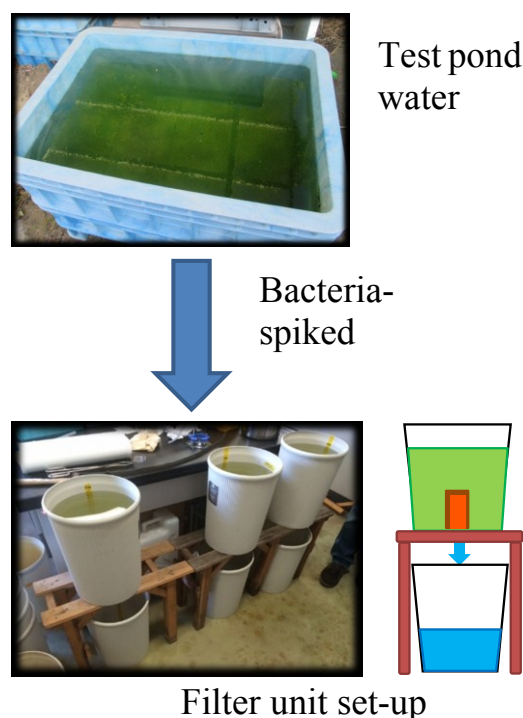 Test pond
water
Bacteria-
spiked
Filter unit set-up